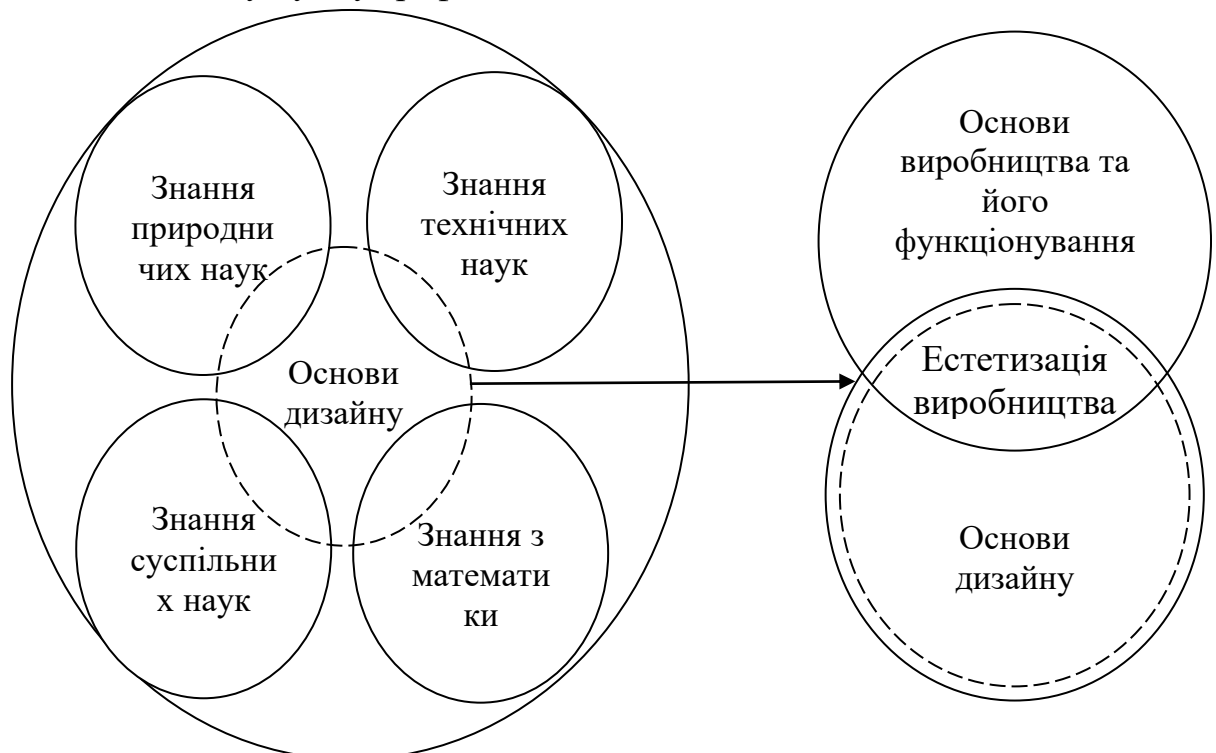 Знання
природни
чих наук
Знання
технічних
наук
Основи
дизайну
Знання
суспільни
х наук
Знання з
математи
ки
Основи
виробництва та
його
функціонування
Естетизація
виробництва
Основи
дизайну